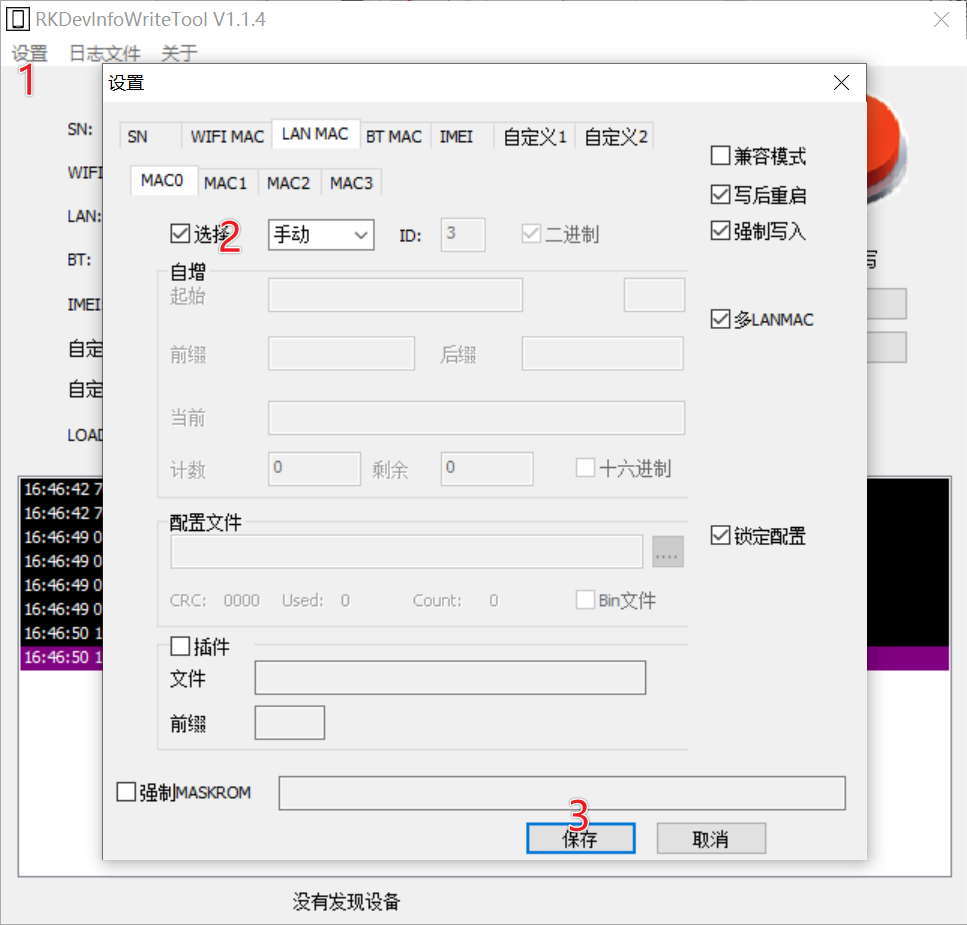 RKDevInfoWriteTool V1.1.4
设置 日志文件 关于
1
设置
SN WIFI MAC LAN MAC BT MAC IMEI 自定义1 自定义2
MAC0 MAC1 MAC2 MAC3
兼容模式
写后重启
强制写入
多LANMAC
锁定配置
选择 2 手动 ID: 3 二进制
自增
起始
前缀 后缀
当前
计数 0 剩余 0 十六进制
配置文件
....
CRC: 0000 Used: 0 Count: 0 Bin文件
插件
文件
前缀
强制MASKROM
3
保存 取消
SN:
WIFI
LAN:
BT: 写
IMEI
自定
自定
LOAD
16:46:42 7
16:46:42 7
16:46:49 0
16:46:49 0
16:46:49 0
16:46:49 0
16:46:50 1
16:46:50 1
没有发现设备